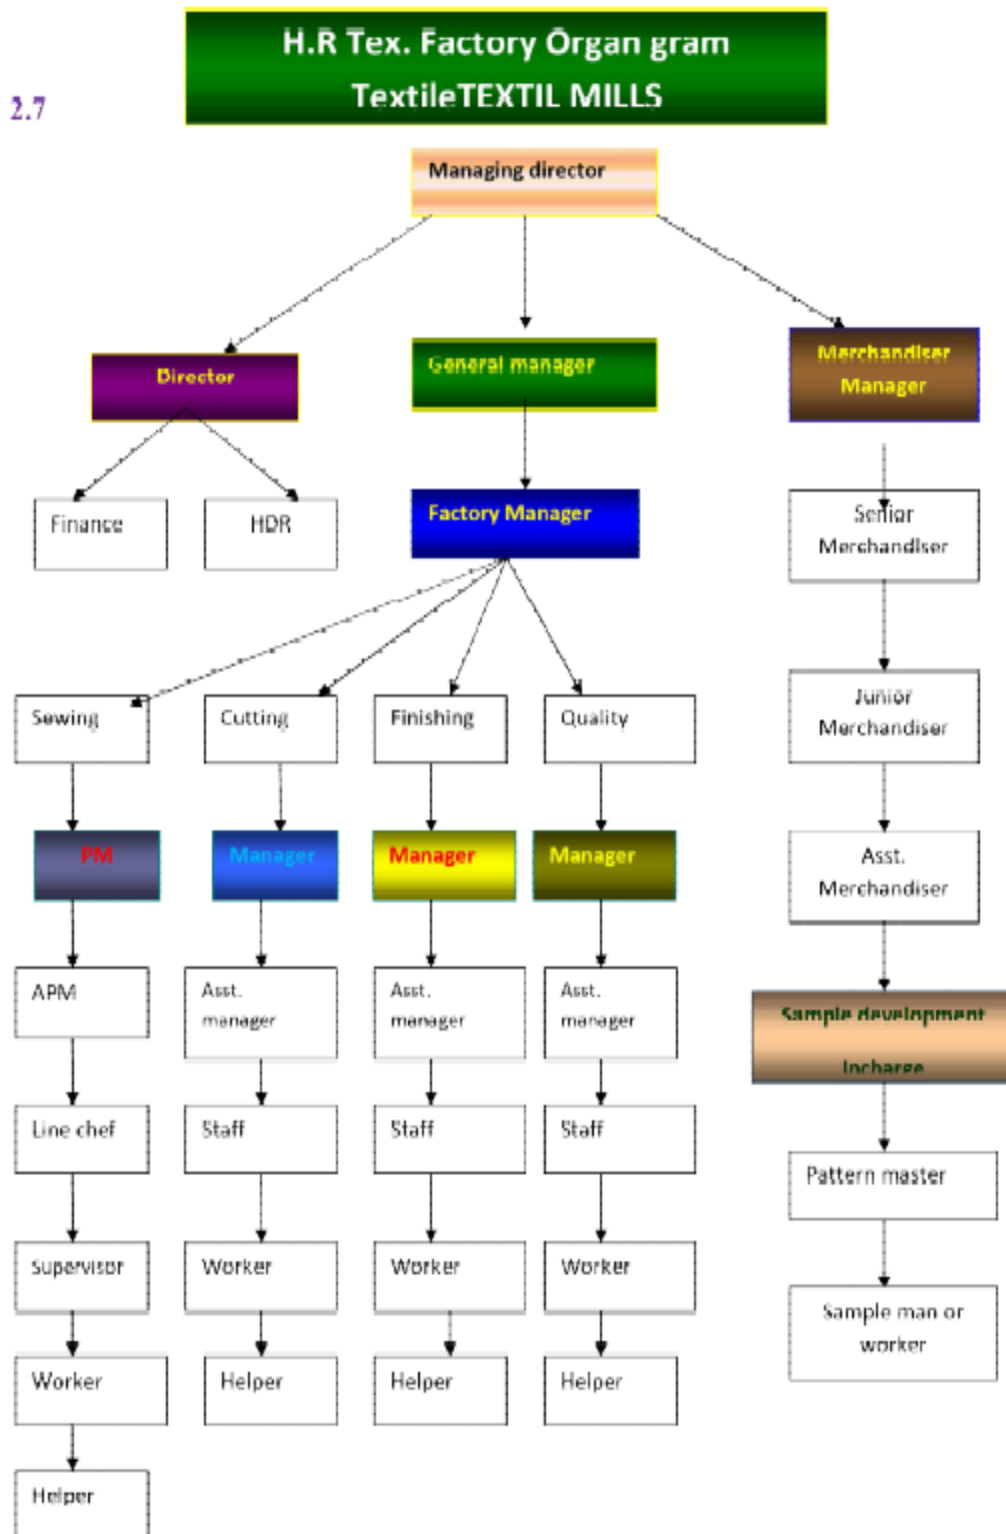 H.R Tex. Factory Organ gram
TextileTEXTIL MILLS
2.7
Managing director
Director
General manager
Merchandiser
Manager
Finance
HDR
Factory Manager
Senior
Merchandiser
Sewing
Cutting
Finishing
Quality
Junior
Merchandiser
PM
Manager
Manager
Manager
Asst.
Merchandiser
APM
Asst.
manager
Asst.
manager
Asst.
manager
Sample development
Incharge
Line chef
Staff
Staff
Staff
Pattern master
Supervisor
Worker
Worker
Worker
Sample man or
worker
Worker
Helper
Helper
Helper
Helper